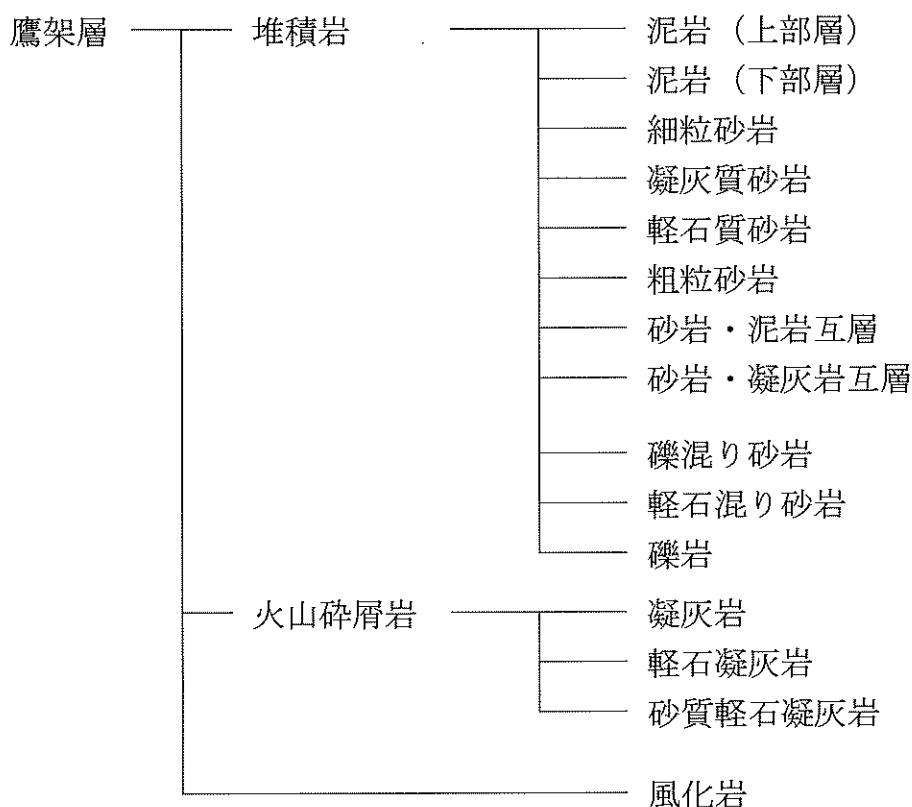 鷹架層 堆積岩 泥岩（上部層）
泥岩（下部層）
細粒砂岩
凝灰質砂岩
軽石質砂岩
粗粒砂岩
砂岩・泥岩互層
砂岩・凝灰岩互層
礫混り砂岩
軽石混り砂岩
礫岩
火山砕屑岩 凝灰岩
軽石凝灰岩
砂質軽石凝灰岩
風化岩